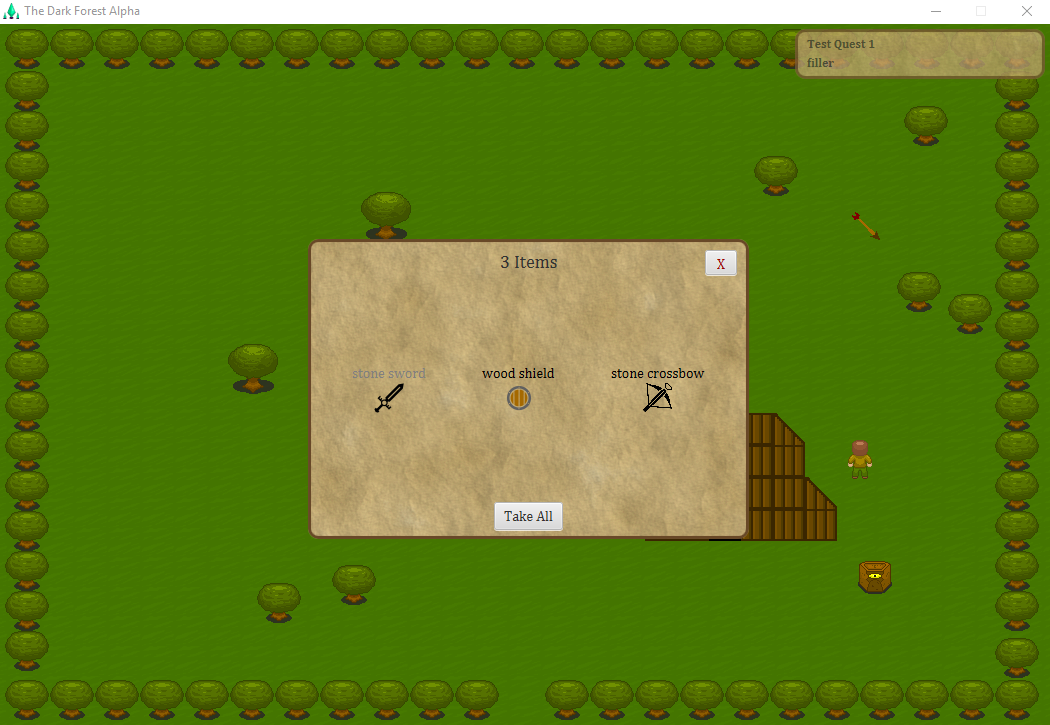 The Dark Forest Alpha
Test Quest 1
filler
3 Items
X
stone sword
wood shield
stone crossbow
Take All